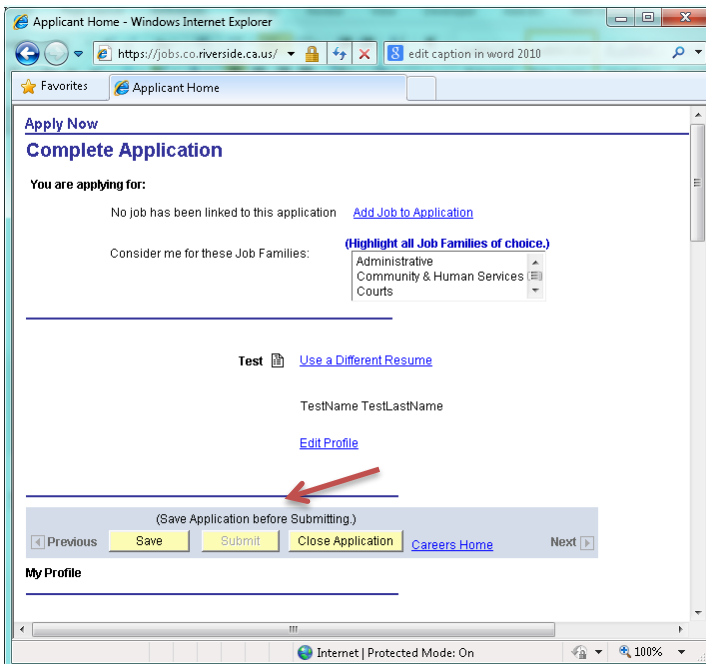 Applicant Home - Windows Internet Explorer
https://jobs.co.riverside.ca.us/ edit caption in word 2010
Favorites Applicant Home
Apply Now
Complete Application
You are applying for:
No job has been linked to this application Add Job to Application
(Highlight all Job Families of choice.)
Consider me for these Job Families:
Administrative
Community & Human Services
Courts
Test Use a Different Resume
TestName TestLastName
Edit Profile
(Save Application before Submitting.)
Previous Save Submit Close Application Careers Home Next
My Profile
Internet | Protected Mode: On 100%